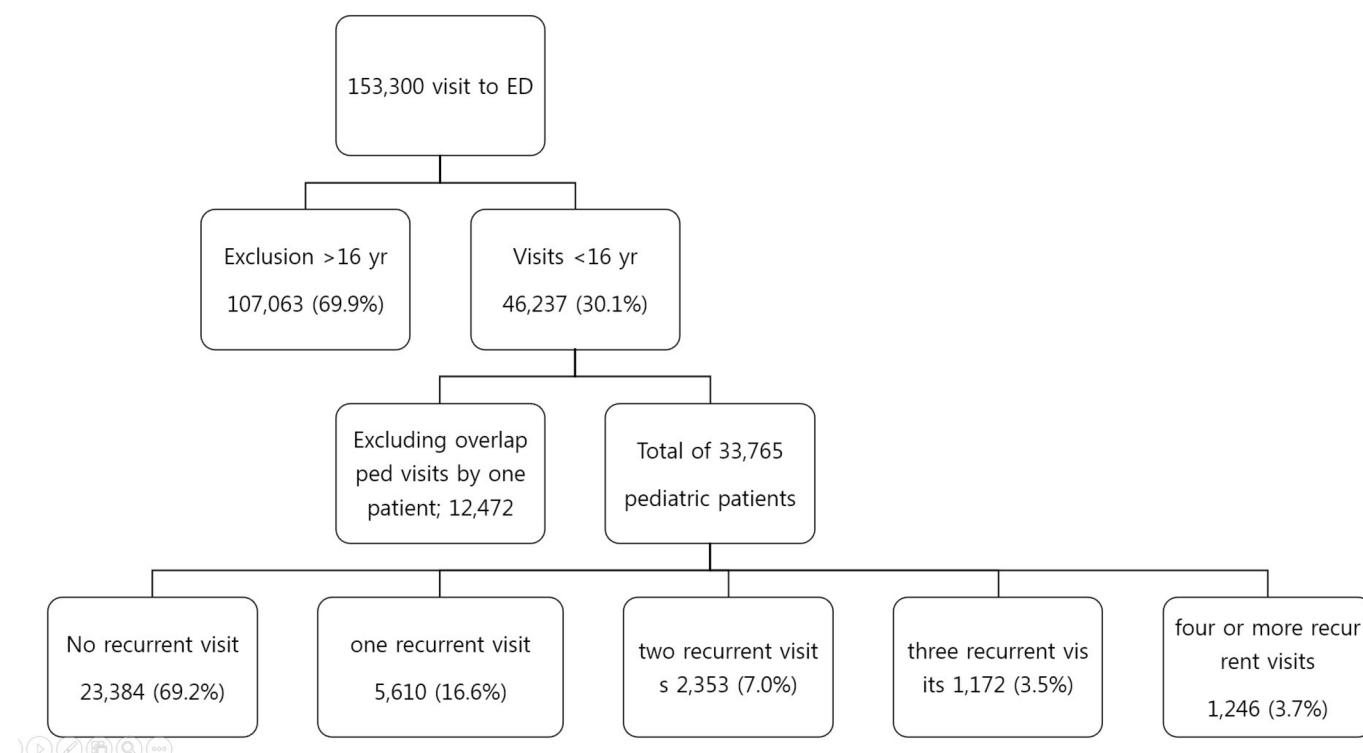 153,300 visit to ED
Exclusion >16 yr
107,063 (69.9%)
Visits <16 yr
46,237 (30.1%)
Excluding overlap
ped visits by one
patient; 12,472
Total of 33,765
pediatric patients
No recurrent visit
23,384 (69.2%)
one recurrent visit
5,610 (16.6%)
two recurrent visit
s 2,353 (7.0%)
three recurrent vis
its 1,172 (3.5%)
four or more recur
rent visits
1,246 (3.7%)